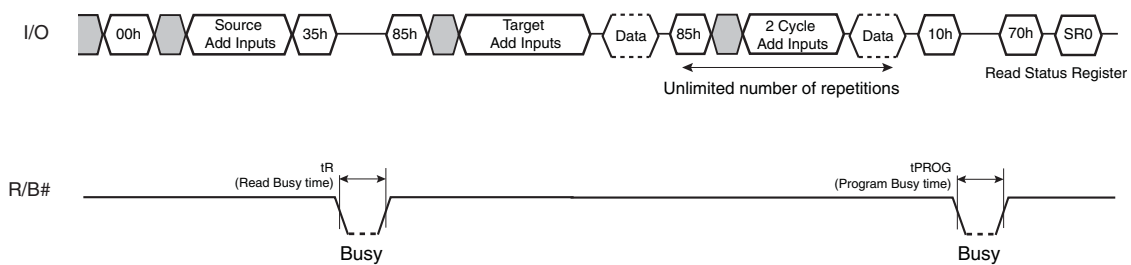 I/O
00h
Source
Add Inputs
35h
85h
Target
Add Inputs
Data
85h
2 Cycle
Add Inputs
Data
10h
70h
SR0
Unlimited number of repetitions
Read Status Register
R/B#
tR
(Read Busy time)
Busy
tPROG
(Program Busy time)
Busy